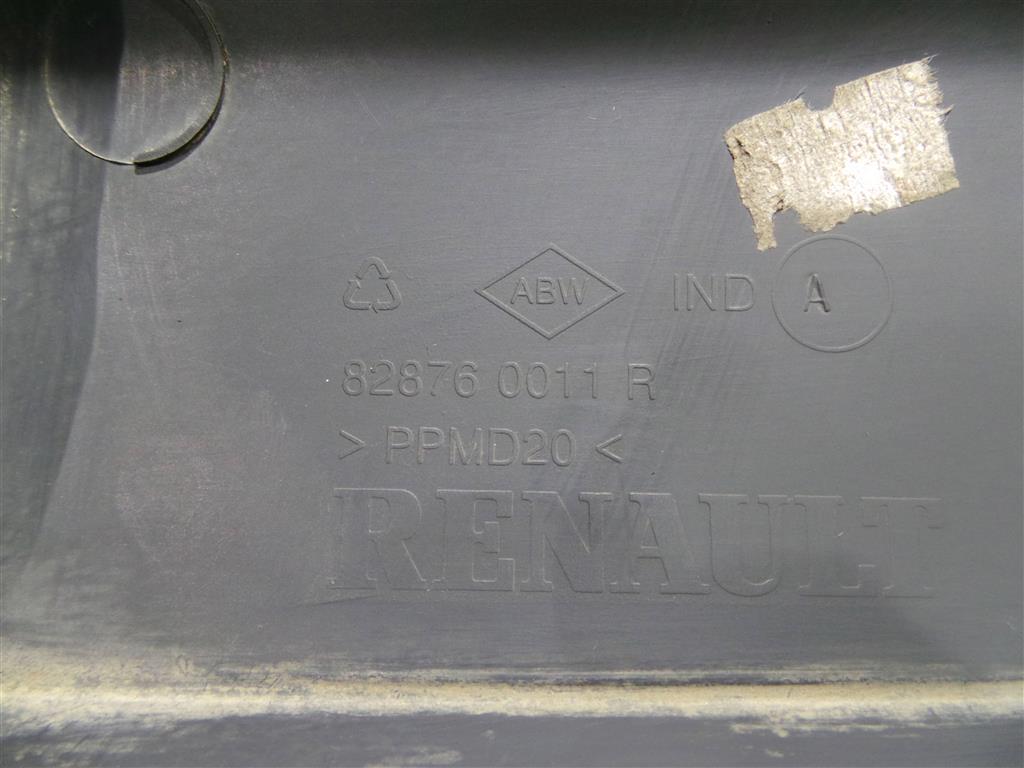 ABW IND A
82876 0011 R
> PPMD20 <
RENAULT